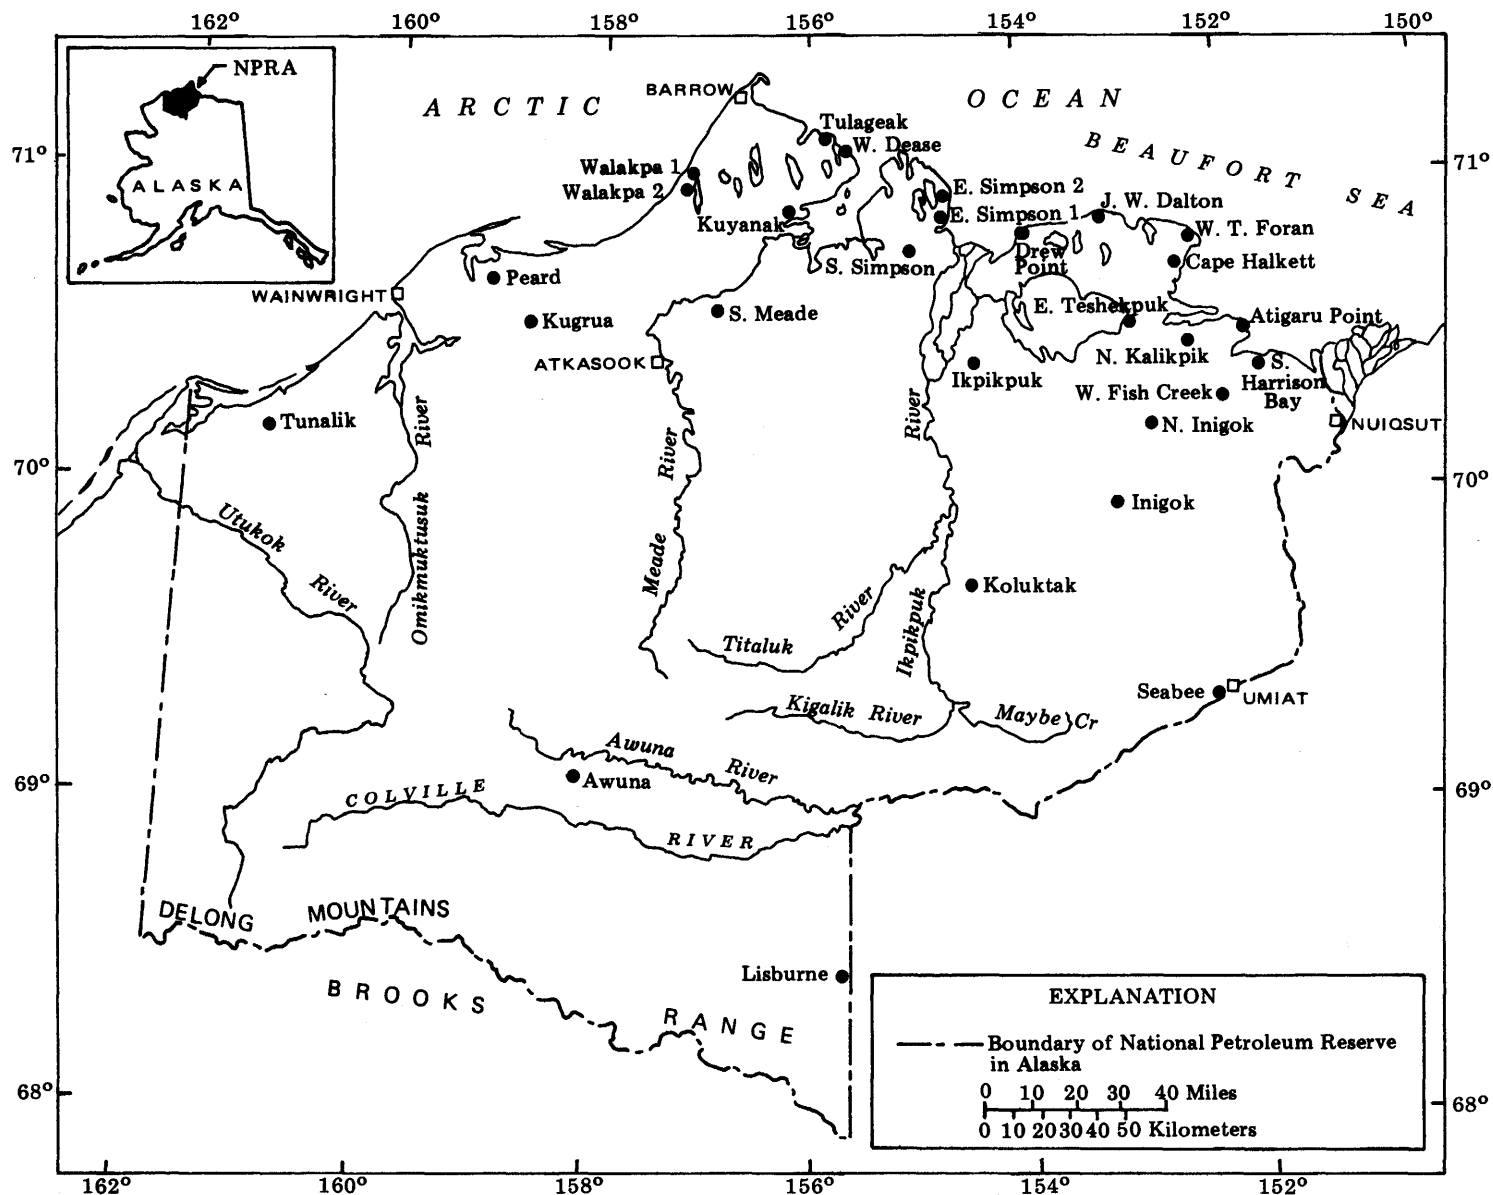 162° 160° 158° 156° 154° 152° 150°
NPRA
ALASKA
ARCTIC
OCEAN
BEAUFORT SEA
BARROW
Tulageak
W. Dease
71°
71°
Walakpa 1
Walakpa 2
E. Simpson 2
J. W. Dalton
E. Simpson 1
Kuyanak
W. T. Foran
Drew
Point
S. Simpson
Cape Halkett
Peard
WAINWRIGHT
E. Teshekpuk
S. Meade
Kugrua
Atigaru Point
N. Kalikpik
ATKASOOK
S.
Harrison
Bay
Ikpikpuk
W. Fish Creek
Tunalik
N. Inigok
NUIQSUT
River
River
River
70°
70°
Inigok
Utukok
River
Omikmuktusuk
Meade
Koluktak
River
Ikpikpuk
Titaluk
Seabee
UMIAT
Kigalik River
Maybe Cr
Awuna
River
69°
69°
Awuna
COLVILLE
RIVER
DELONG MOUNTAINS
Lisburne
BROOKS
RANGE
EXPLANATION
Boundary of National Petroleum Reserve
in Alaska
0 10 20 30 40 Miles
0 10 20 30 40 50 Kilometers
68°
68°
162° 160° 158° 156° 154° 152°